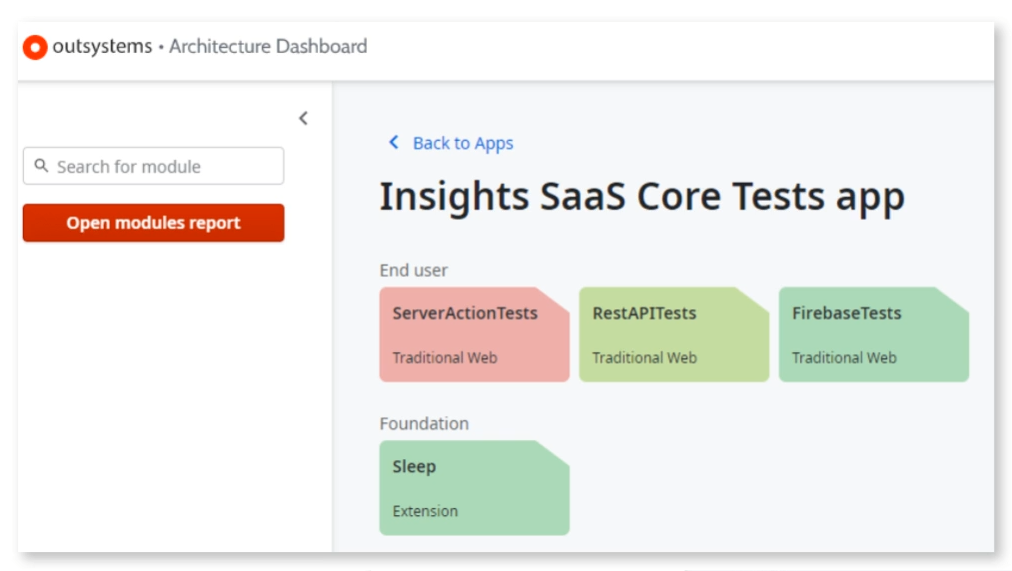 outsystems • Architecture Dashboard
Search for module
Open modules report
Back to Apps
Insights SaaS Core Tests app
End user
ServerActionTests
Traditional Web
RestAPITests
Traditional Web
FirebaseTests
Traditional Web
Foundation
Sleep
Extension